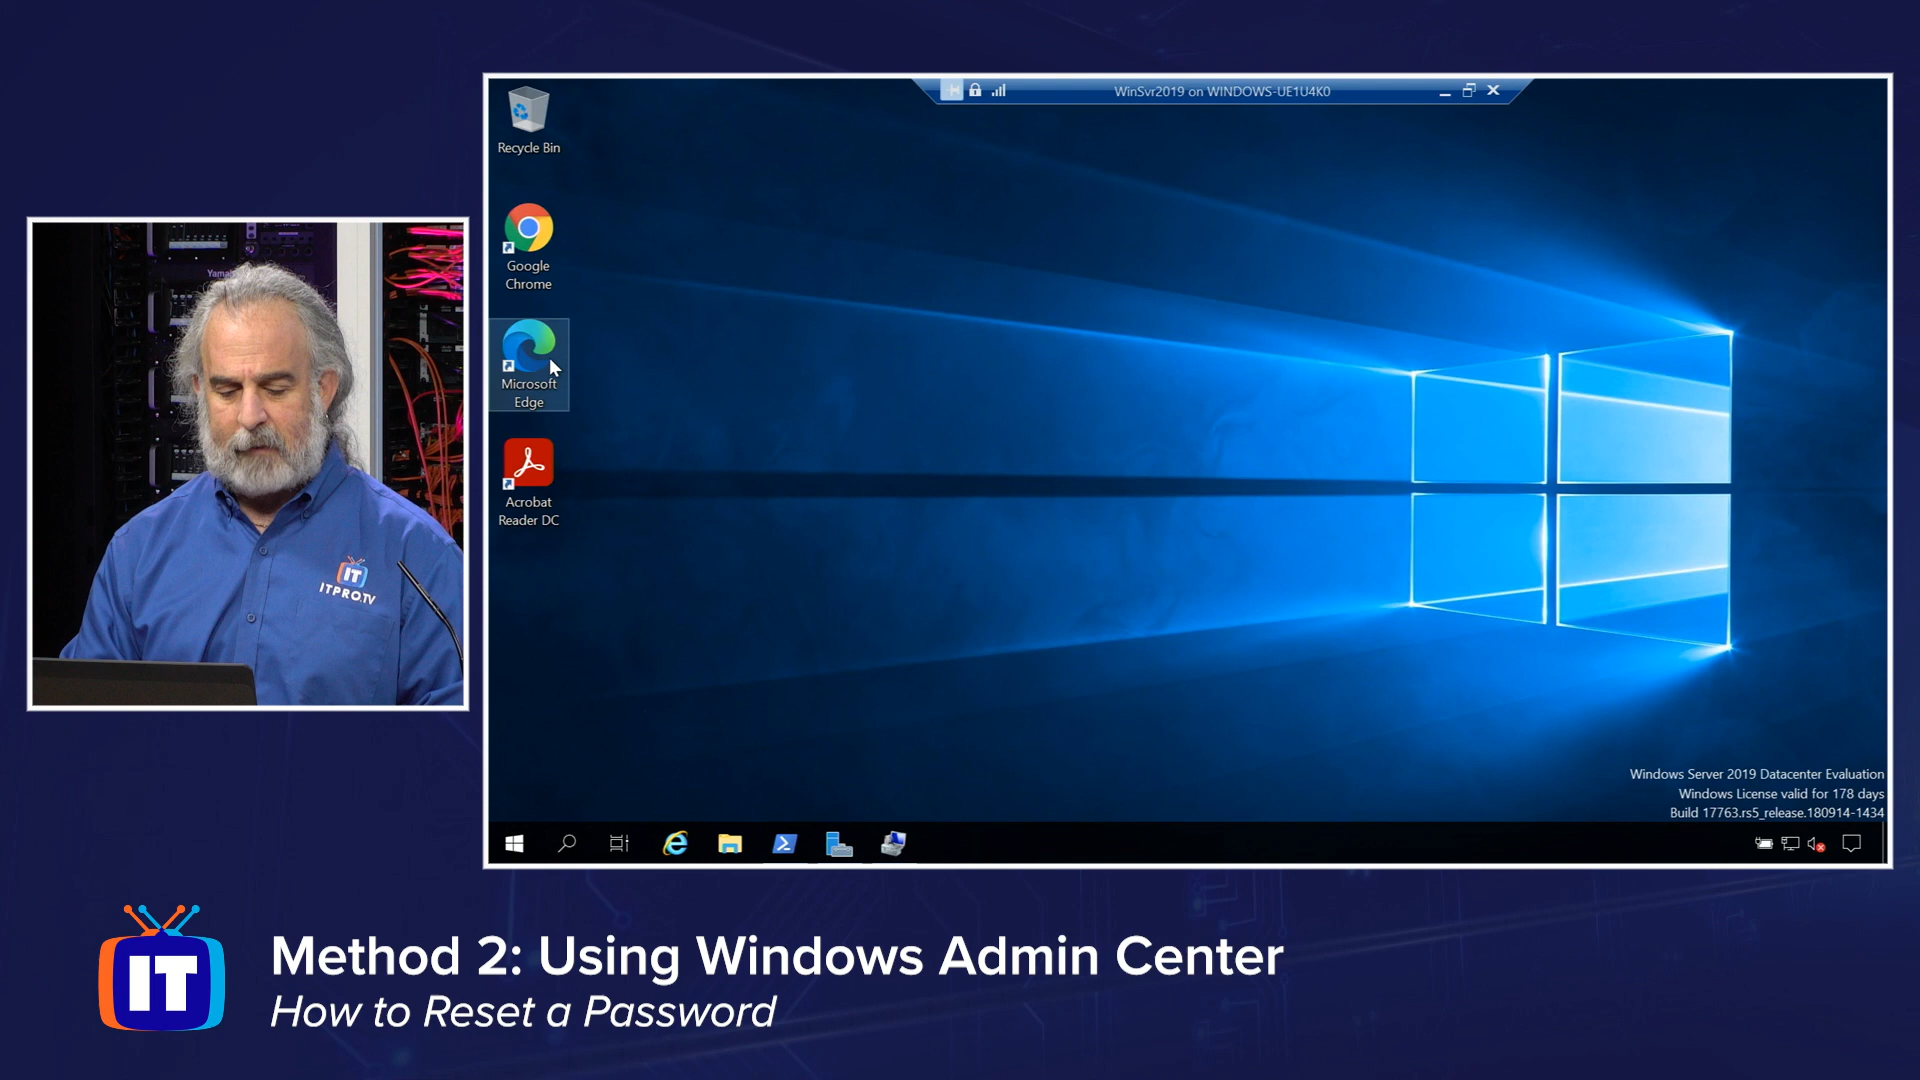 WinSvr2019 on WINDOWS-UE1U4K0
Recycle Bin
Google
Chrome
Microsoft
Edge
Acrobat
Reader DC
Windows Server 2019 Datacenter Evaluation
Windows License valid for 178 days
Build 17763.rs5_release.180914-1434
IT
ITPRO.TV
IT
Method 2: Using Windows Admin Center
How to Reset a Password